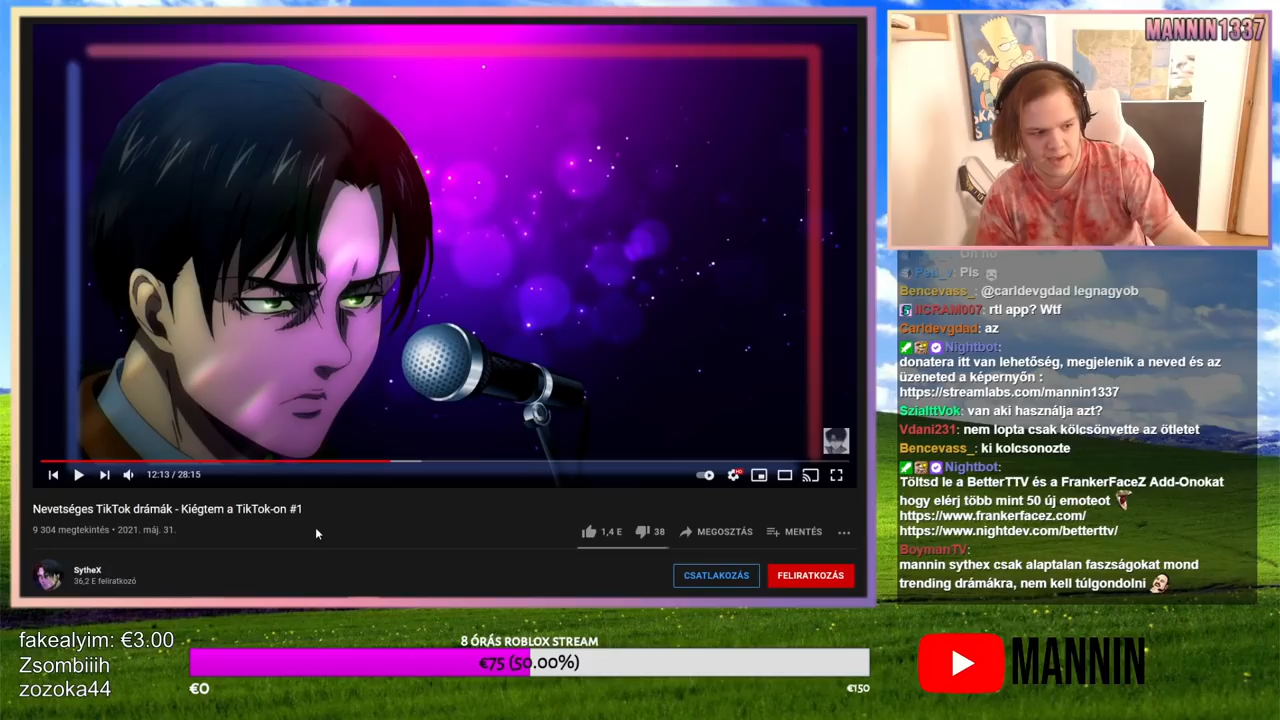 MANNIN1337
Peti_v: Pis
Bencevass_: @carldevgdad legnagyob
IICRAM007: rtl app? Wtf
Carldevgdad: az
Nightbot:
donatera itt van lehetőség, megjelenik a neved és az
üzeneted a képernyőn :
https://streamlabs.com/mannin1337
SzialttVok: van aki használja azt?
Vdani231: nem lopta csak kölcsönvette az ötletet
Bencevass_: ki kolcsonozte
Nightbot:
Töltsd le a BetterTTV és a FrankerFaceZ Add-Onokat
hogy elérj több mint 50 új emoteot
https://www.frankerfacez.com/
https://www.nightdev.com/betterttv/
BoymanTV:
mannin sythex csak alaptalan faszságokat mond
trending drámákra, nem kell túlgondolni
12:13 / 28:15
HD
Nevetséges TikTok drámák - Kiégtem a TikTok-on #1
9 304 megtekintés • 2021. máj. 31.
1,4 E
38
MEGOSZTÁS
MENTÉS
SytheX
36,2 E feliratkozó
CSATLAKOZÁS
FELIRATKOZÁS
fakealyim: €3.00
Zsombiiih
zozoka44
8 ÓRÁS ROBLOX STREAM
€75 (50.00%)
€0
€150
MANNIN